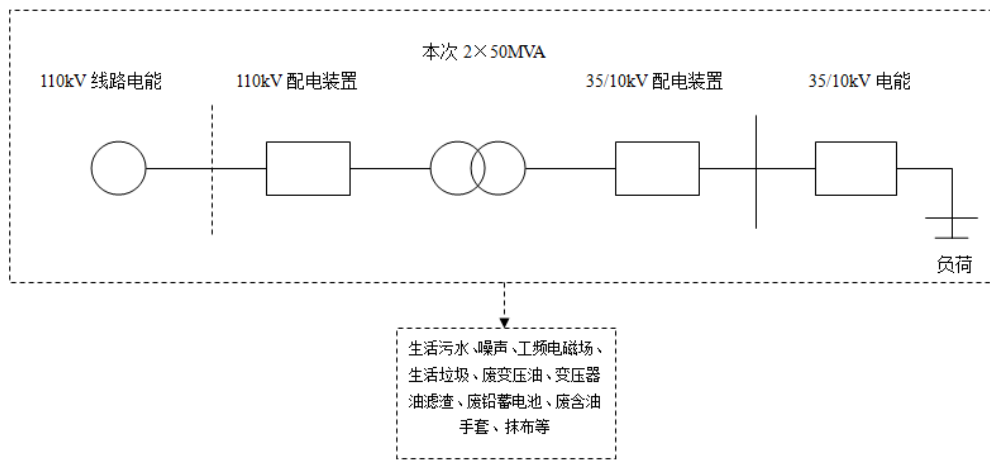 本次 2×50MVA
110kV 线路电能
110kV 配电装置
35/10kV 配电装置
35/10kV 电能
负荷
生活污水、噪声、工频电磁场、
生活垃圾、废变压油、变压器
油滤渣、废铅蓄电池、废含油
手套、抹布等